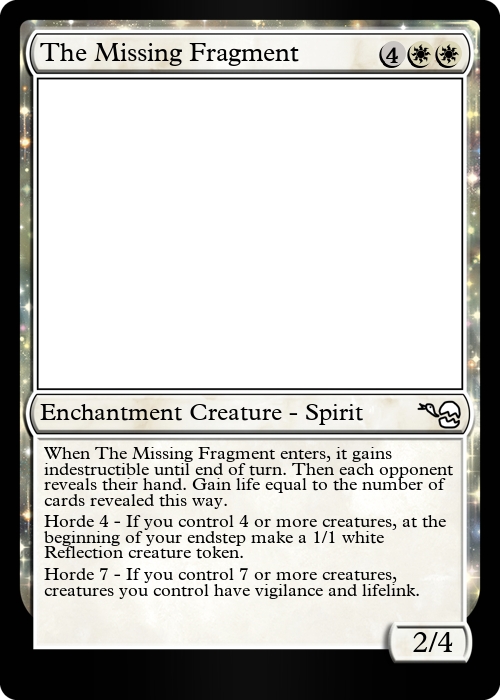 The Missing Fragment 4
Enchantment Creature - Spirit
When The Missing Fragment enters, it gains
indestructible until end of turn. Then each opponent
reveals their hand. Gain life equal to the number of
cards revealed this way.
Horde 4 - If you control 4 or more creatures, at the
beginning of your endstep make a 1/1 white
Reflection creature token.
Horde 7 - If you control 7 or more creatures,
creatures you control have vigilance and lifelink.
2/4